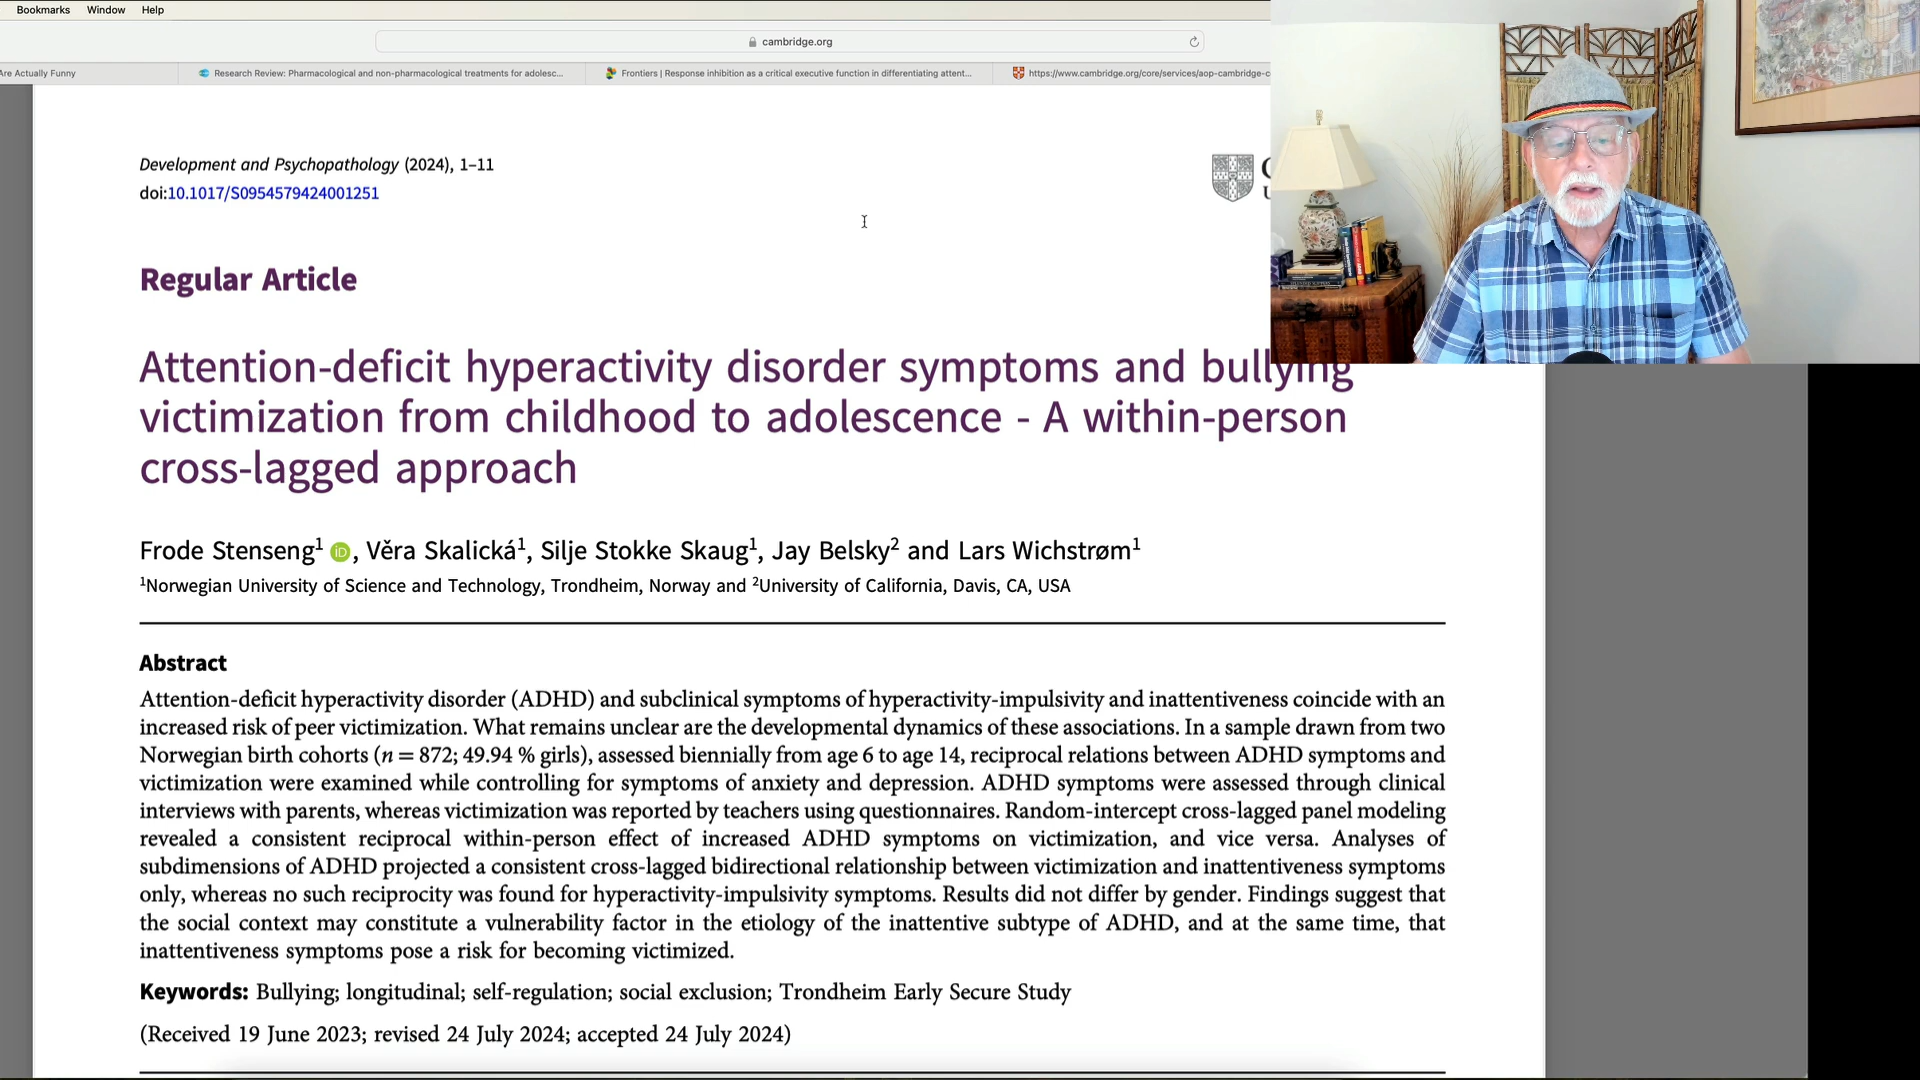 Bookmarks Window Help
cambridge.org
Are Actually Funny
Research Review: Pharmacological and non-pharmacological treatments for adolesc...
Frontiers | Response inhibition as a critical executive function in differentiating attent...
https://www.cambridge.org/core/services/aop-cambridge-c
Development and Psychopathology (2024), 1–11
doi:10.1017/S0954579424001251
Regular Article
Attention-deficit hyperactivity disorder symptoms and bullying
victimization from childhood to adolescence - A within-person
cross-lagged approach
Frode Stenseng1 iD, Věra Skalická1, Silje Stokke Skaug1, Jay Belsky2 and Lars Wichstrøm1
1Norwegian University of Science and Technology, Trondheim, Norway and 2University of California, Davis, CA, USA
Abstract
Attention-deficit hyperactivity disorder (ADHD) and subclinical symptoms of hyperactivity-impulsivity and inattentiveness coincide with an
increased risk of peer victimization. What remains unclear are the developmental dynamics of these associations. In a sample drawn from two
Norwegian birth cohorts (n = 872; 49.94 % girls), assessed biennially from age 6 to age 14, reciprocal relations between ADHD symptoms and
victimization were examined while controlling for symptoms of anxiety and depression. ADHD symptoms were assessed through clinical
interviews with parents, whereas victimization was reported by teachers using questionnaires. Random-intercept cross-lagged panel modeling
revealed a consistent reciprocal within-person effect of increased ADHD symptoms on victimization, and vice versa. Analyses of
subdimensions of ADHD projected a consistent cross-lagged bidirectional relationship between victimization and inattentiveness symptoms
only, whereas no such reciprocity was found for hyperactivity-impulsivity symptoms. Results did not differ by gender. Findings suggest that
the social context may constitute a vulnerability factor in the etiology of the inattentive subtype of ADHD, and at the same time, that
inattentiveness symptoms pose a risk for becoming victimized.
Keywords: Bullying; longitudinal; self-regulation; social exclusion; Trondheim Early Secure Study
(Received 19 June 2023; revised 24 July 2024; accepted 24 July 2024)